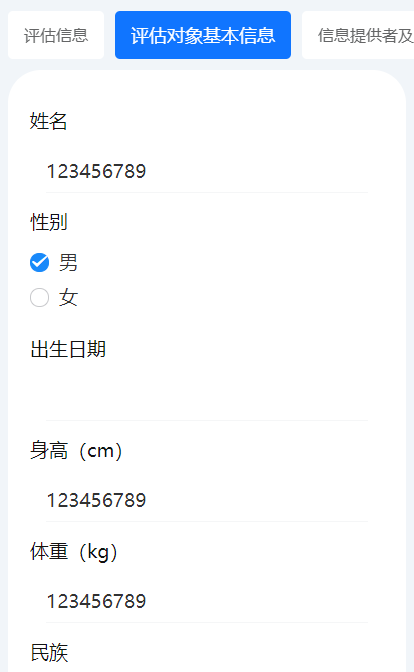 评估信息
评估对象基本信息
信息提供者及
姓名
123456789
性别
男
女
出生日期
身高（cm）
123456789
体重（kg）
123456789
民族